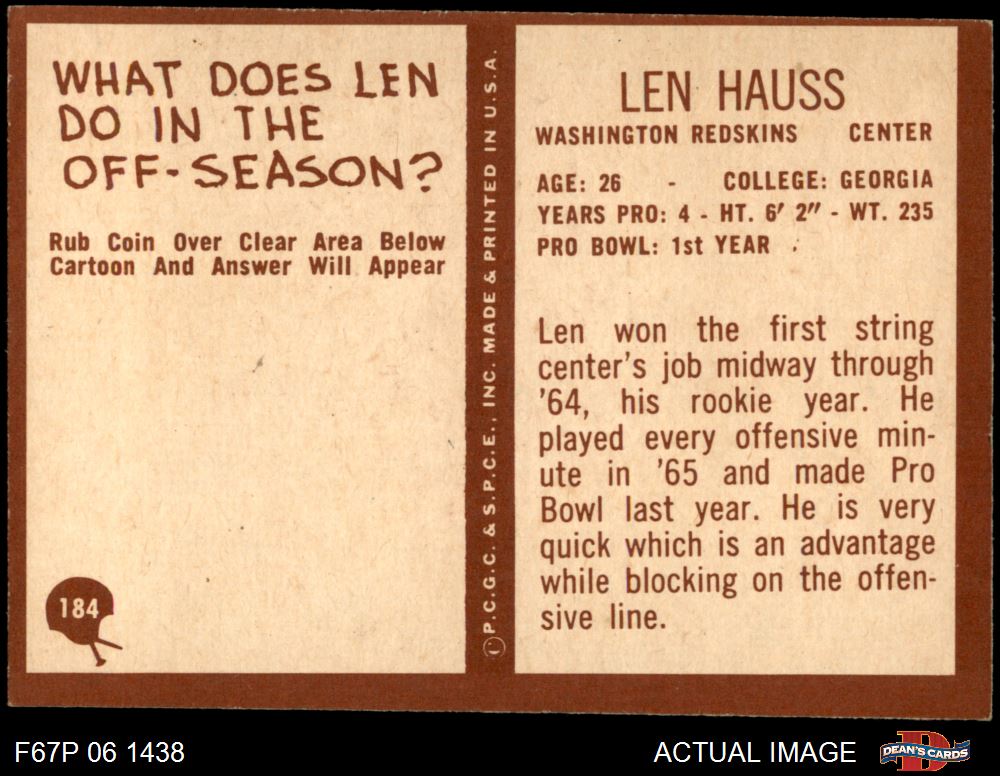 WHAT DOES LEN
DO IN THE
OFF-SEASON?
Rub Coin Over Clear Area Below
Cartoon And Answer Will Appear
184
©P.C.G.C. & S.P.C.E., INC. MADE & PRINTED IN U.S.A.
LEN HAUSS
WASHINGTON REDSKINS CENTER
AGE: 26 - COLLEGE: GEORGIA
YEARS PRO: 4 - HT. 6′ 2″ - WT. 235
PRO BOWL: 1st YEAR
Len won the first string
center's job midway through
'64, his rookie year. He
played every offensive min-
ute in '65 and made Pro
Bowl last year. He is very
quick which is an advantage
while blocking on the offen-
sive line.
F67P 06 1438
ACTUAL IMAGE
DEAN'S CARDS